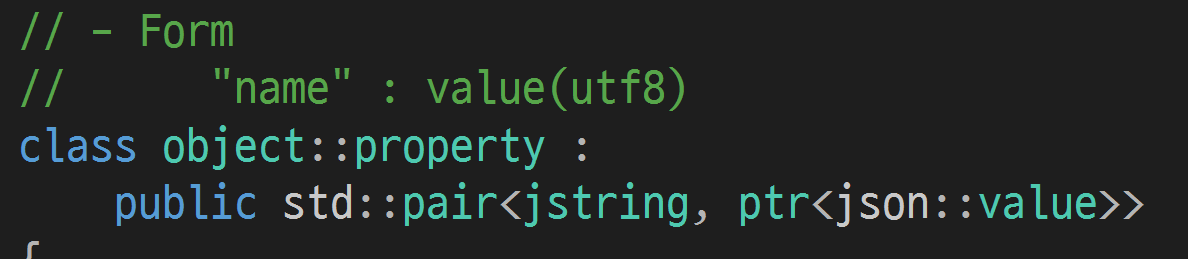 // - Form
//      "name" : value(utf8)
class object::property :
    public std::pair<jstring, ptr<json::value>>
{